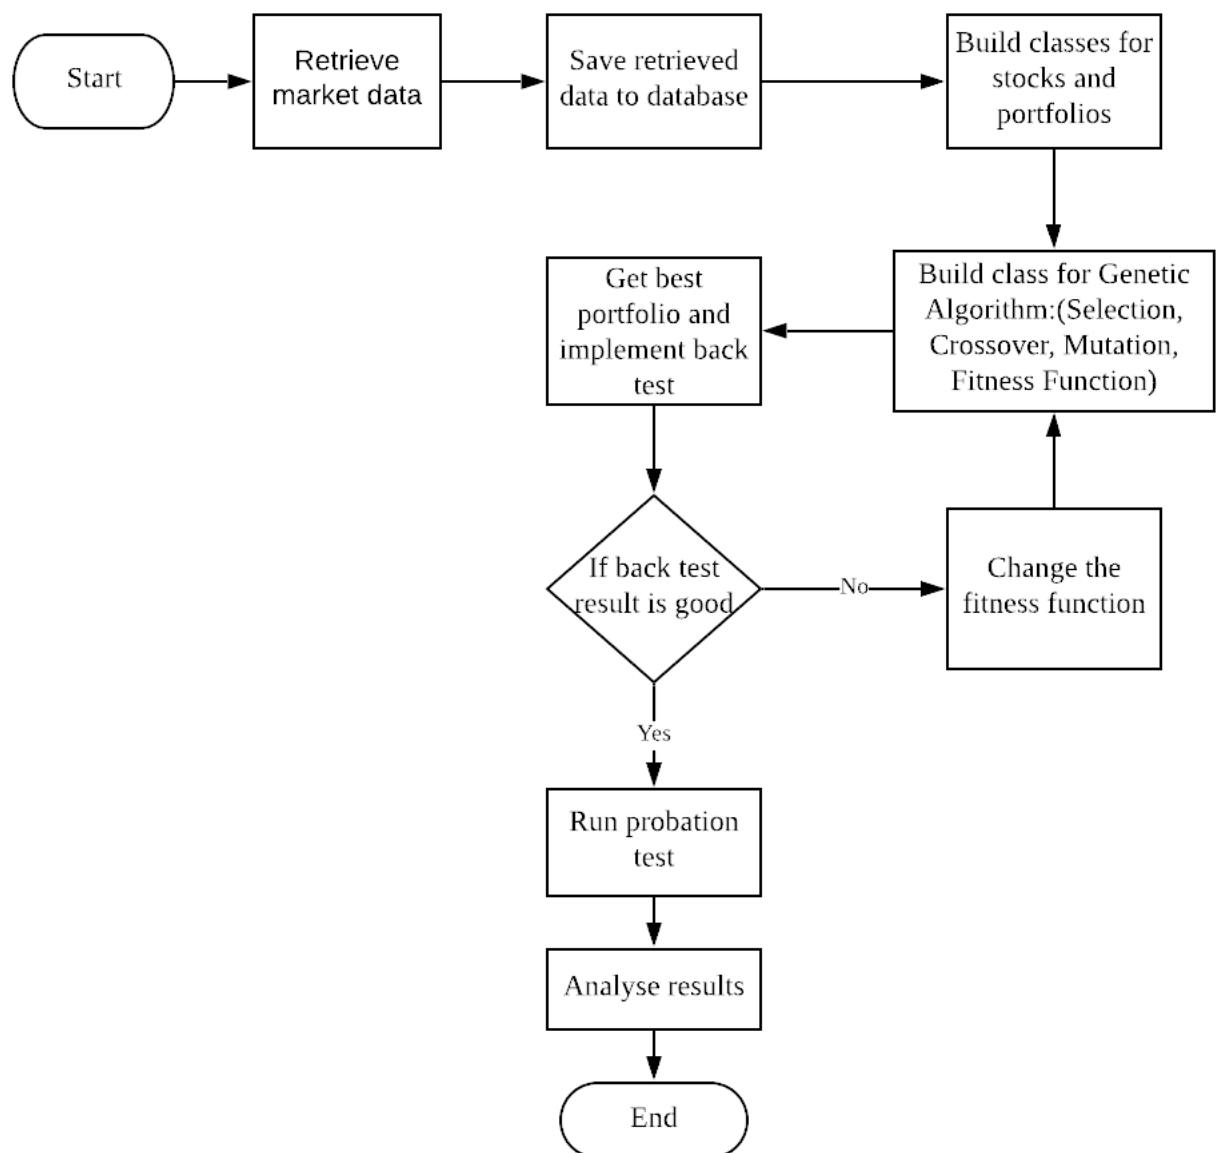 Start
Retrieve
market data
Save retrieved
data to database
Build classes for
stocks and
portfolios
Build class for Genetic
Algorithm:(Selection,
Crossover, Mutation,
Fitness Function)
Get best
portfolio and
implement back
test
If back test
result is good
No
Change the
fitness function
Yes
Run probation
test
Analyse results
End